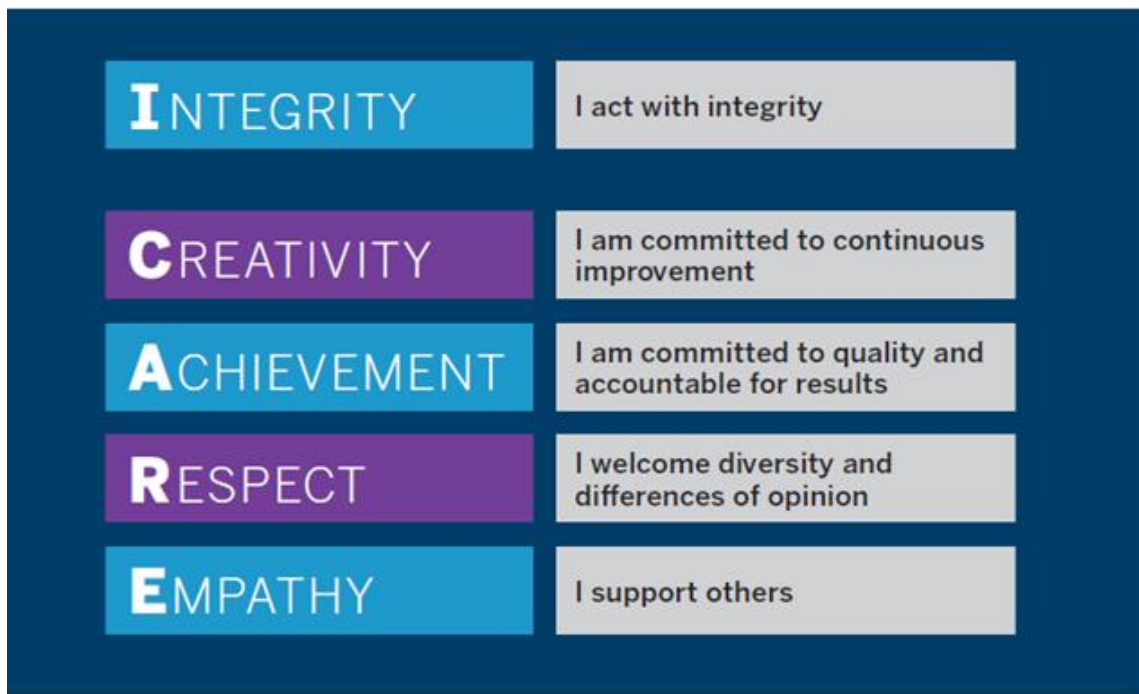 INTEGRITY
I act with integrity
CREATIVITY
I am committed to continuous
improvement
ACHIEVEMENT
I am committed to quality and
accountable for results
RESPECT
I welcome diversity and
differences of opinion
EMPATHY
I support others